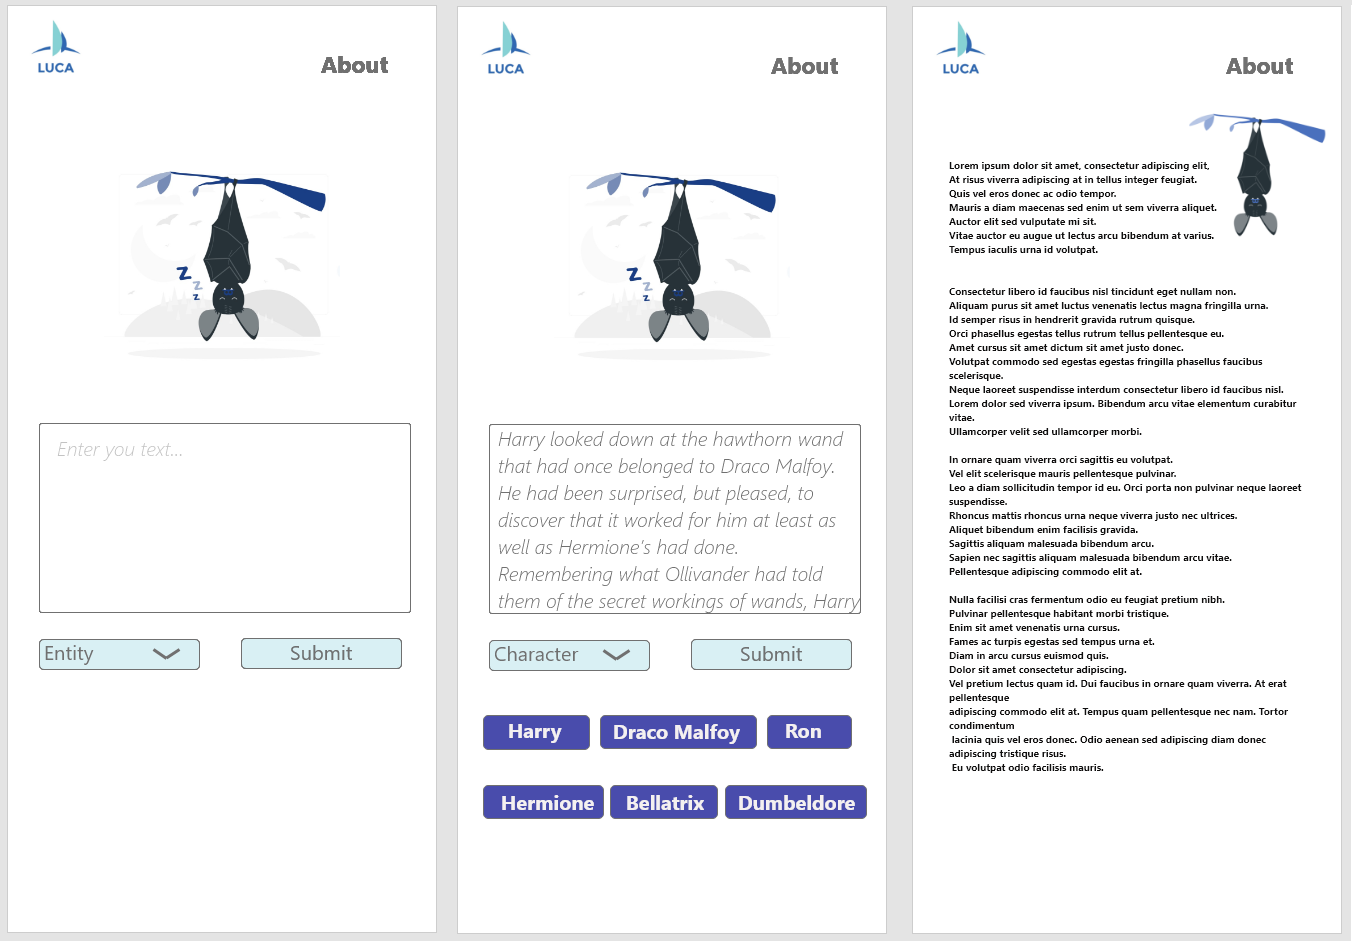 LUCA
About
Z
Z
Z
Enter you text...
Entity
Submit
LUCA
About
Z
Z
Z
Harry looked down at the hawthorn wand
that had once belonged to Draco Malfoy.
He had been surprised, but pleased, to
discover that it worked for him at least as
well as Hermione's had done.
Remembering what Ollivander had told
them of the secret workings of wands, Harry
Character
Submit
Harry
Draco Malfoy
Ron
Hermione
Bellatrix
Dumbeldore
LUCA
About
Lorem ipsum dolor sit amet, consectetur adipiscing elit,
At risus viverra adipiscing at in tellus integer feugiat.
Quis vel eros donec ac odio tempor.
Mauris a diam maecenas sed enim ut sem viverra aliquet.
Auctor elit sed vulputate mi sit.
Vitae auctor eu augue ut lectus arcu bibendum at varius.
Tempus iaculis urna id volutpat.
Consectetur libero id faucibus nisl tincidunt eget nullam non.
Aliquam purus sit amet luctus venenatis lectus magna fringilla urna.
Id semper risus in hendrerit gravida rutrum quisque.
Orci phasellus egestas tellus rutrum tellus pellentesque eu.
Amet cursus sit amet dictum sit amet justo donec.
Volutpat commodo sed egestas egestas fringilla phasellus faucibus
scelerisque.
Neque laoreet suspendisse interdum consectetur libero id faucibus nisl.
Lorem dolor sed viverra ipsum. Bibendum arcu vitae elementum curabitur
vitae.
Ullamcorper velit sed ullamcorper morbi.
In ornare quam viverra orci sagittis eu volutpat.
Vel elit scelerisque mauris pellentesque pulvinar.
Leo a diam sollicitudin tempor id eu. Orci porta non pulvinar neque laoreet
suspendisse.
Rhoncus mattis rhoncus urna neque viverra justo nec ultrices.
Aliquet bibendum enim facilisis gravida.
Sagittis aliquam malesuada bibendum arcu.
Sapien nec sagittis aliquam malesuada bibendum arcu vitae.
Pellentesque adipiscing commodo elit at.
Nulla facilisi cras fermentum odio eu feugiat pretium nibh.
Pulvinar pellentesque habitant morbi tristique.
Enim sit amet venenatis urna cursus.
Fames ac turpis egestas sed tempus urna et.
Diam in arcu cursus euismod quis.
Dolor sit amet consectetur adipiscing.
Vel pretium lectus quam id. Dui faucibus in ornare quam viverra. At erat
pellentesque
adipiscing commodo elit at. Tempus quam pellentesque nec nam. Tortor
condimentum
lacinia quis vel eros donec. Odio aenean sed adipiscing diam donec
adipiscing tristique risus.
Eu volutpat odio facilisis mauris.